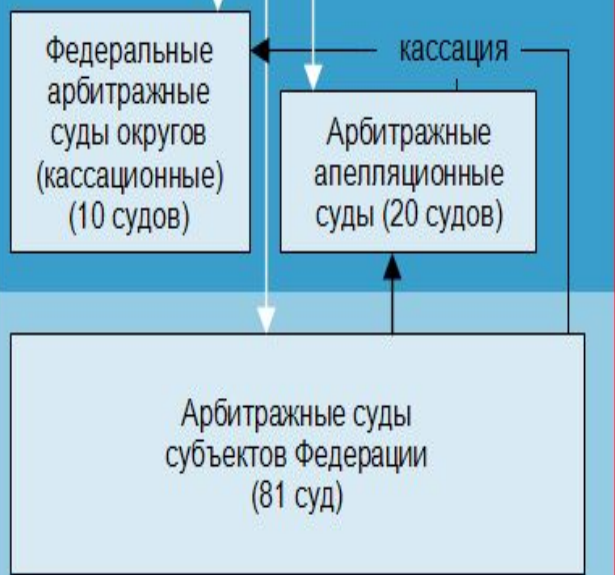 Федеральные
арбитражные
суды округов
(кассационные)
(10 судов)
кассация
Арбитражные
апелляционные
суды (20 судов)
Арбитражные суды
субъектов Федерации
(81 суд)